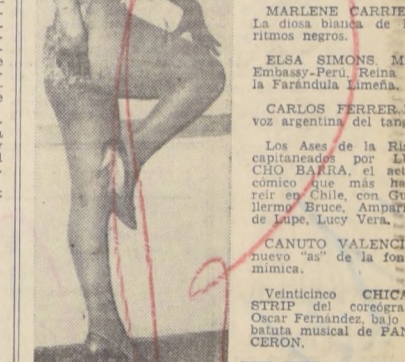 MARLENE CARRIE
La diosa blanca de
ritmos negros.
ELSA SIMONS. M
Embassy-Perú, Reina
la Farándula Limeña.
CARLOS FERRER.
voz argentina del tan
Los Ases de la Ris
capitaneados por LU
CHO BARRA, el act
cómico que más ha
reir en Chile, con Gu
llermo Bruce, Ampar
de Lupe, Lucy Vera.
CANUTO VALENCI
nuevo "as" de la fon
mímica.
Veinticinco CHICA
STRIP del coreógra
Oscar Fernández, bajo
batuta musical de PAN
CERON.